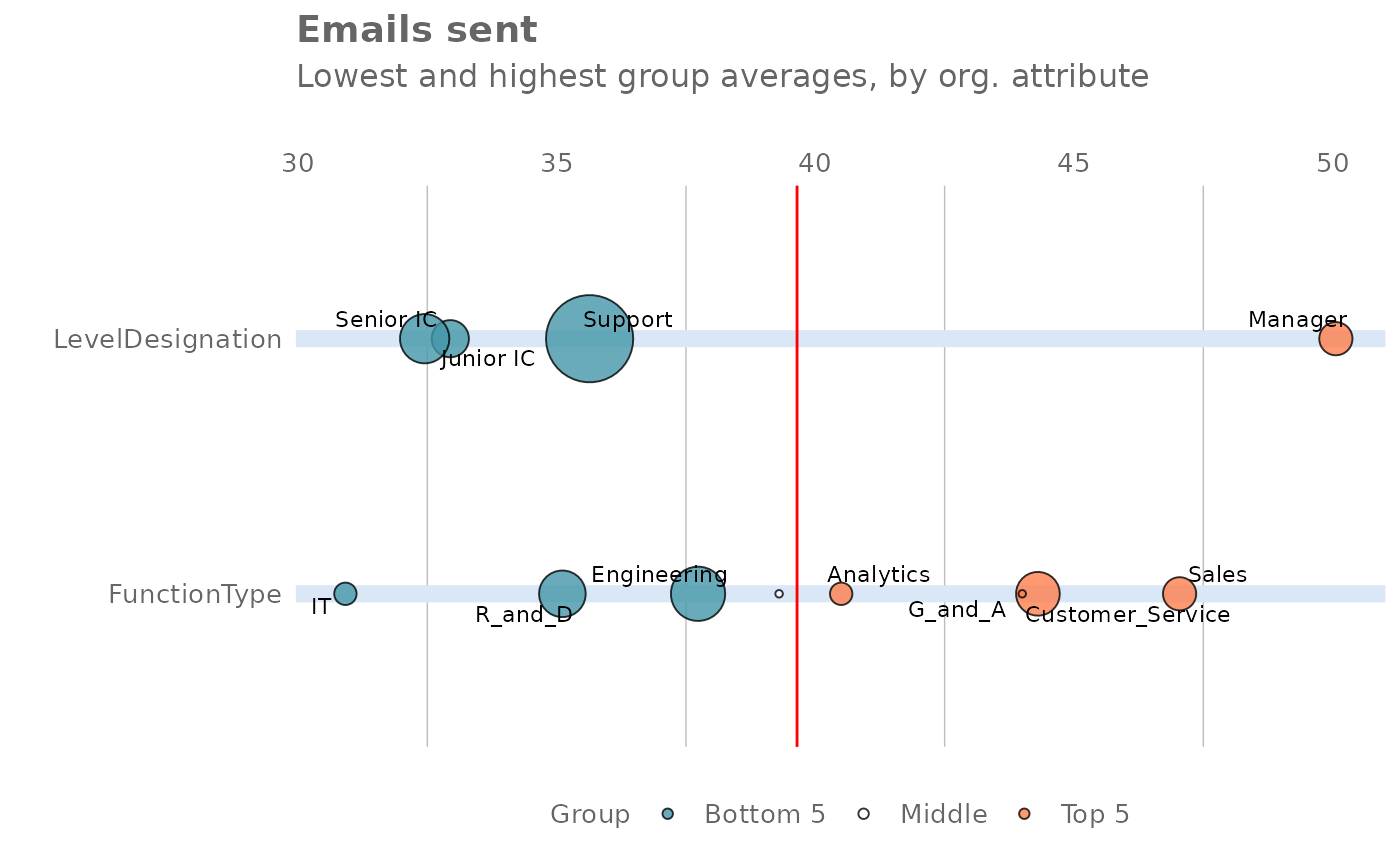 Emails sent
Lowest and highest group averages, by org. attribute
30 35 40 45 50
Senior IC Support Manager
LevelDesignation
Junior IC
Engineering Analytics Sales
FunctionType
IT R_and_D G_and_A Customer_Service
Group Bottom 5 Middle Top 5